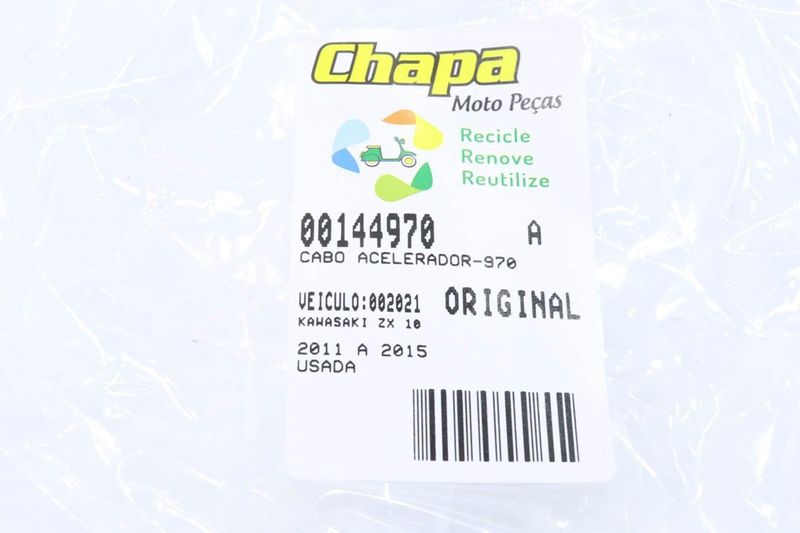 Chapa
Moto Peças
Recicle
Renove
Reutilize
00144970 A
CABO ACELERADOR-970
VEICULO:002021 ORIGINAL
KAWASAKI ZX 10
2011 A 2015
USADA